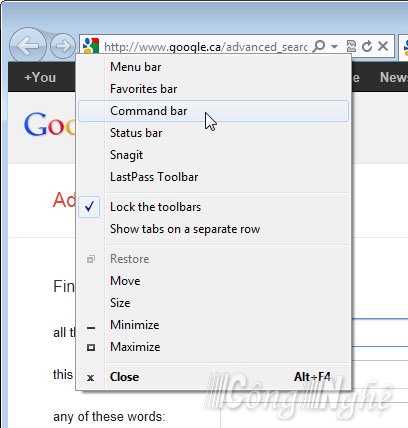 http://www.google.ca/advanced_searc
+You
News
Goo
Menu bar
Favorites bar
Command bar
Status bar
Snagit
LastPass Toolbar
Ad
Lock the toolbars
Show tabs on a separate row
Restore
Fin
Move
Size
all th
Minimize
Maximize
this
Close Alt+F4
any of these words:
Công Nghệ